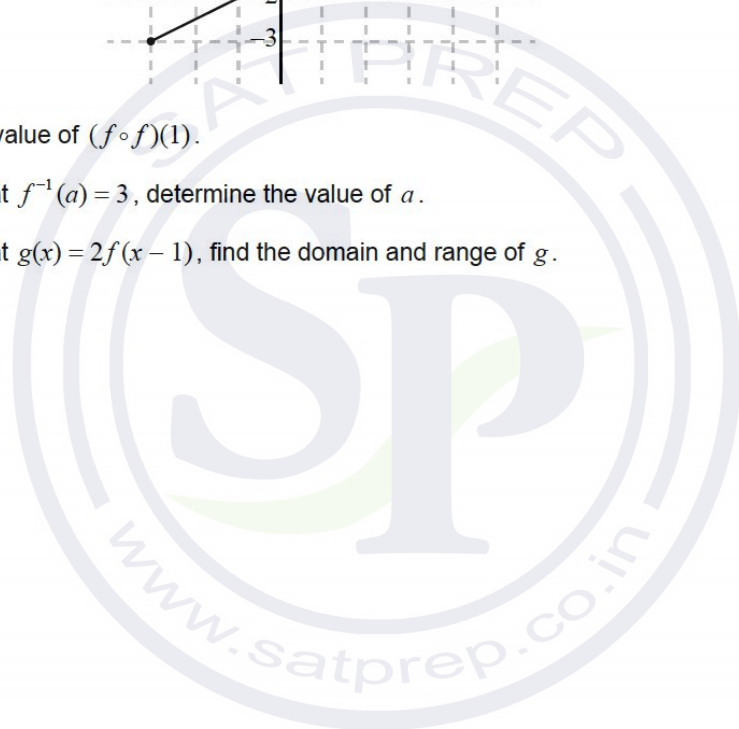 –3
value of (f∘f)(1).
t f⁻¹(a) = 3, determine the value of a.
t g(x) = 2f(x – 1), find the domain and range of g.
SAT PREP
SP
www.satprep.co.in